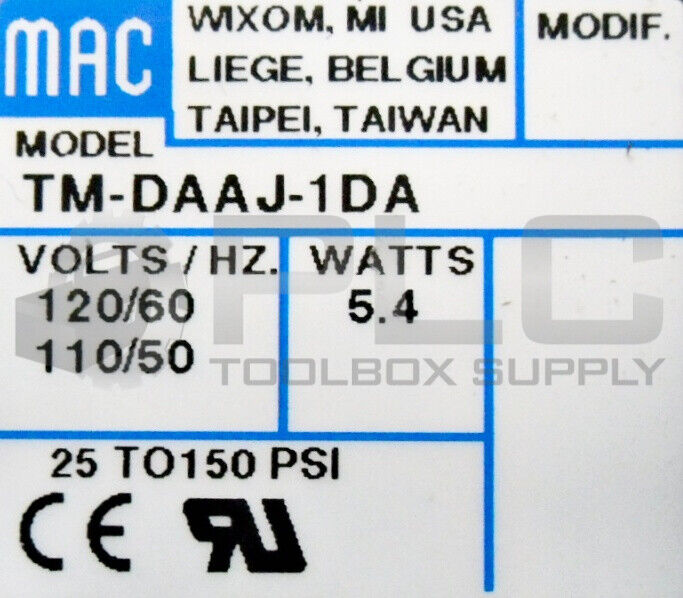 MAC
WIXOM, MI USA
LIEGE, BELGIUM
TAIPEI, TAIWAN
MODIF.
MODEL
TM-DAAJ-1DA
VOLTS / HZ.
120/60
110/50
WATTS
5.4
PLC
TOOLBOX SUPPLY
25 TO150 PSI
CE RU